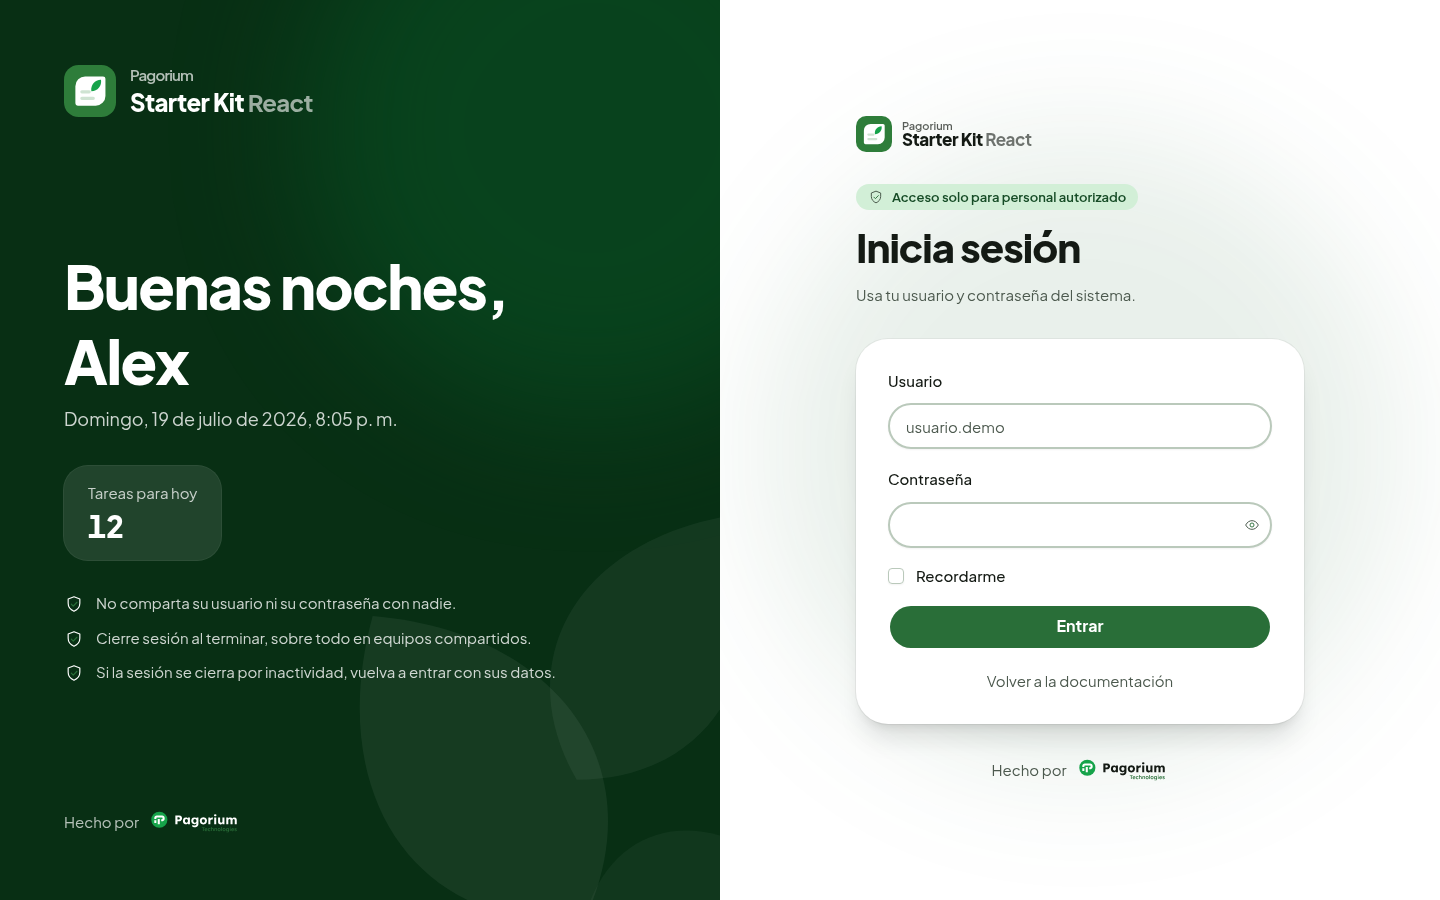 Pagorium
Starter Kit React
Buenas noches,
Alex
Domingo, 19 de julio de 2026, 8:05 p. m.
Tareas para hoy
12
No comparta su usuario ni su contraseña con nadie.
Cierre sesión al terminar, sobre todo en equipos compartidos.
Si la sesión se cierra por inactividad, vuelva a entrar con sus datos.
Hecho por Pagorium
Technologies
Pagorium
Starter Kit React
Acceso solo para personal autorizado
Inicia sesión
Usa tu usuario y contraseña del sistema.
Usuario
usuario.demo
Contraseña
Recordarme
Entrar
Volver a la documentación
Hecho por Pagorium
Technologies